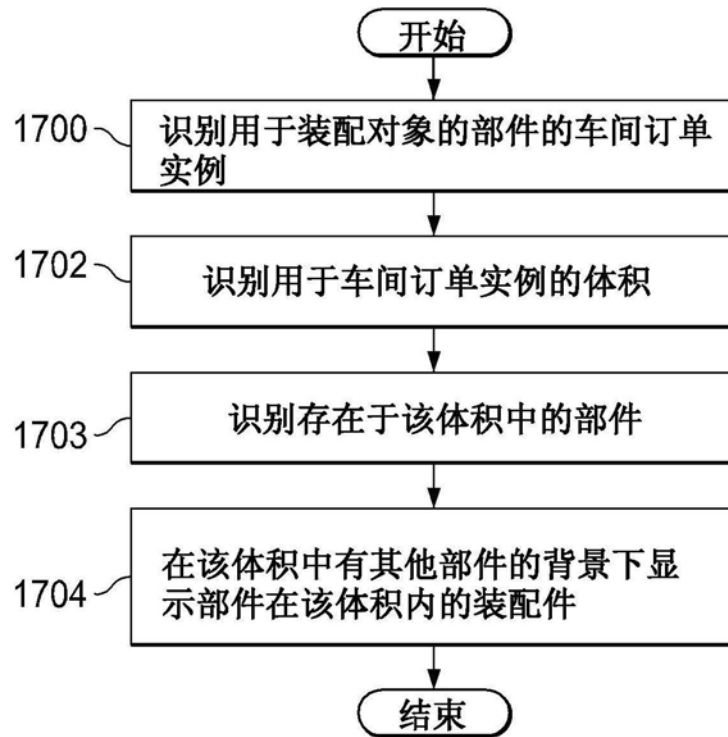 开始
1700
识别用于装配对象的部件的车间订单
实例
1702
识别用于车间订单实例的体积
1703
识别存在于该体积中的部件
1704
在该体积中有其他部件的背景下显
示部件在该体积内的装配件
结束